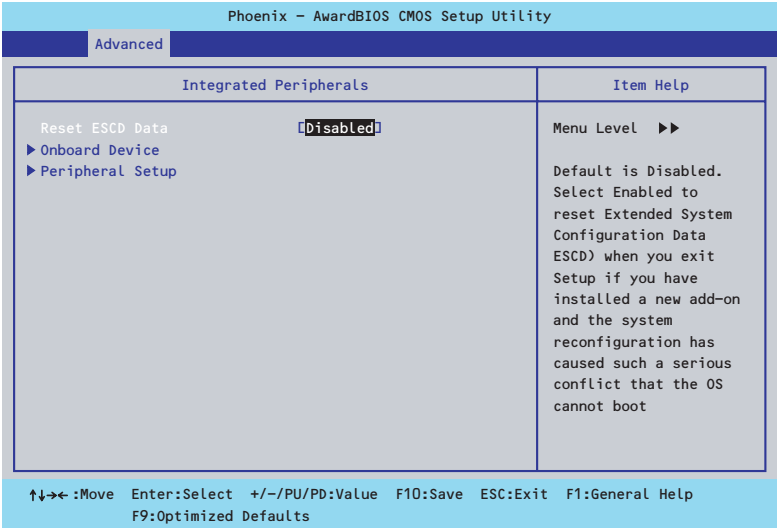 Phoenix - AwardBIOS CMOS Setup Utility
Advanced
Integrated Peripherals
Item Help
Reset ESCD Data [Disabled]
▶ Onboard Device
▶ Peripheral Setup
Menu Level ▶▶
Default is Disabled.
Select Enabled to
reset Extended System
Configuration Data
ESCD) when you exit
Setup if you have
installed a new add-on
and the system
reconfiguration has
caused such a serious
conflict that the OS
cannot boot
↑↓→← :Move Enter:Select +/-/PU/PD:Value F10:Save ESC:Exit F1:General Help
F9:Optimized Defaults